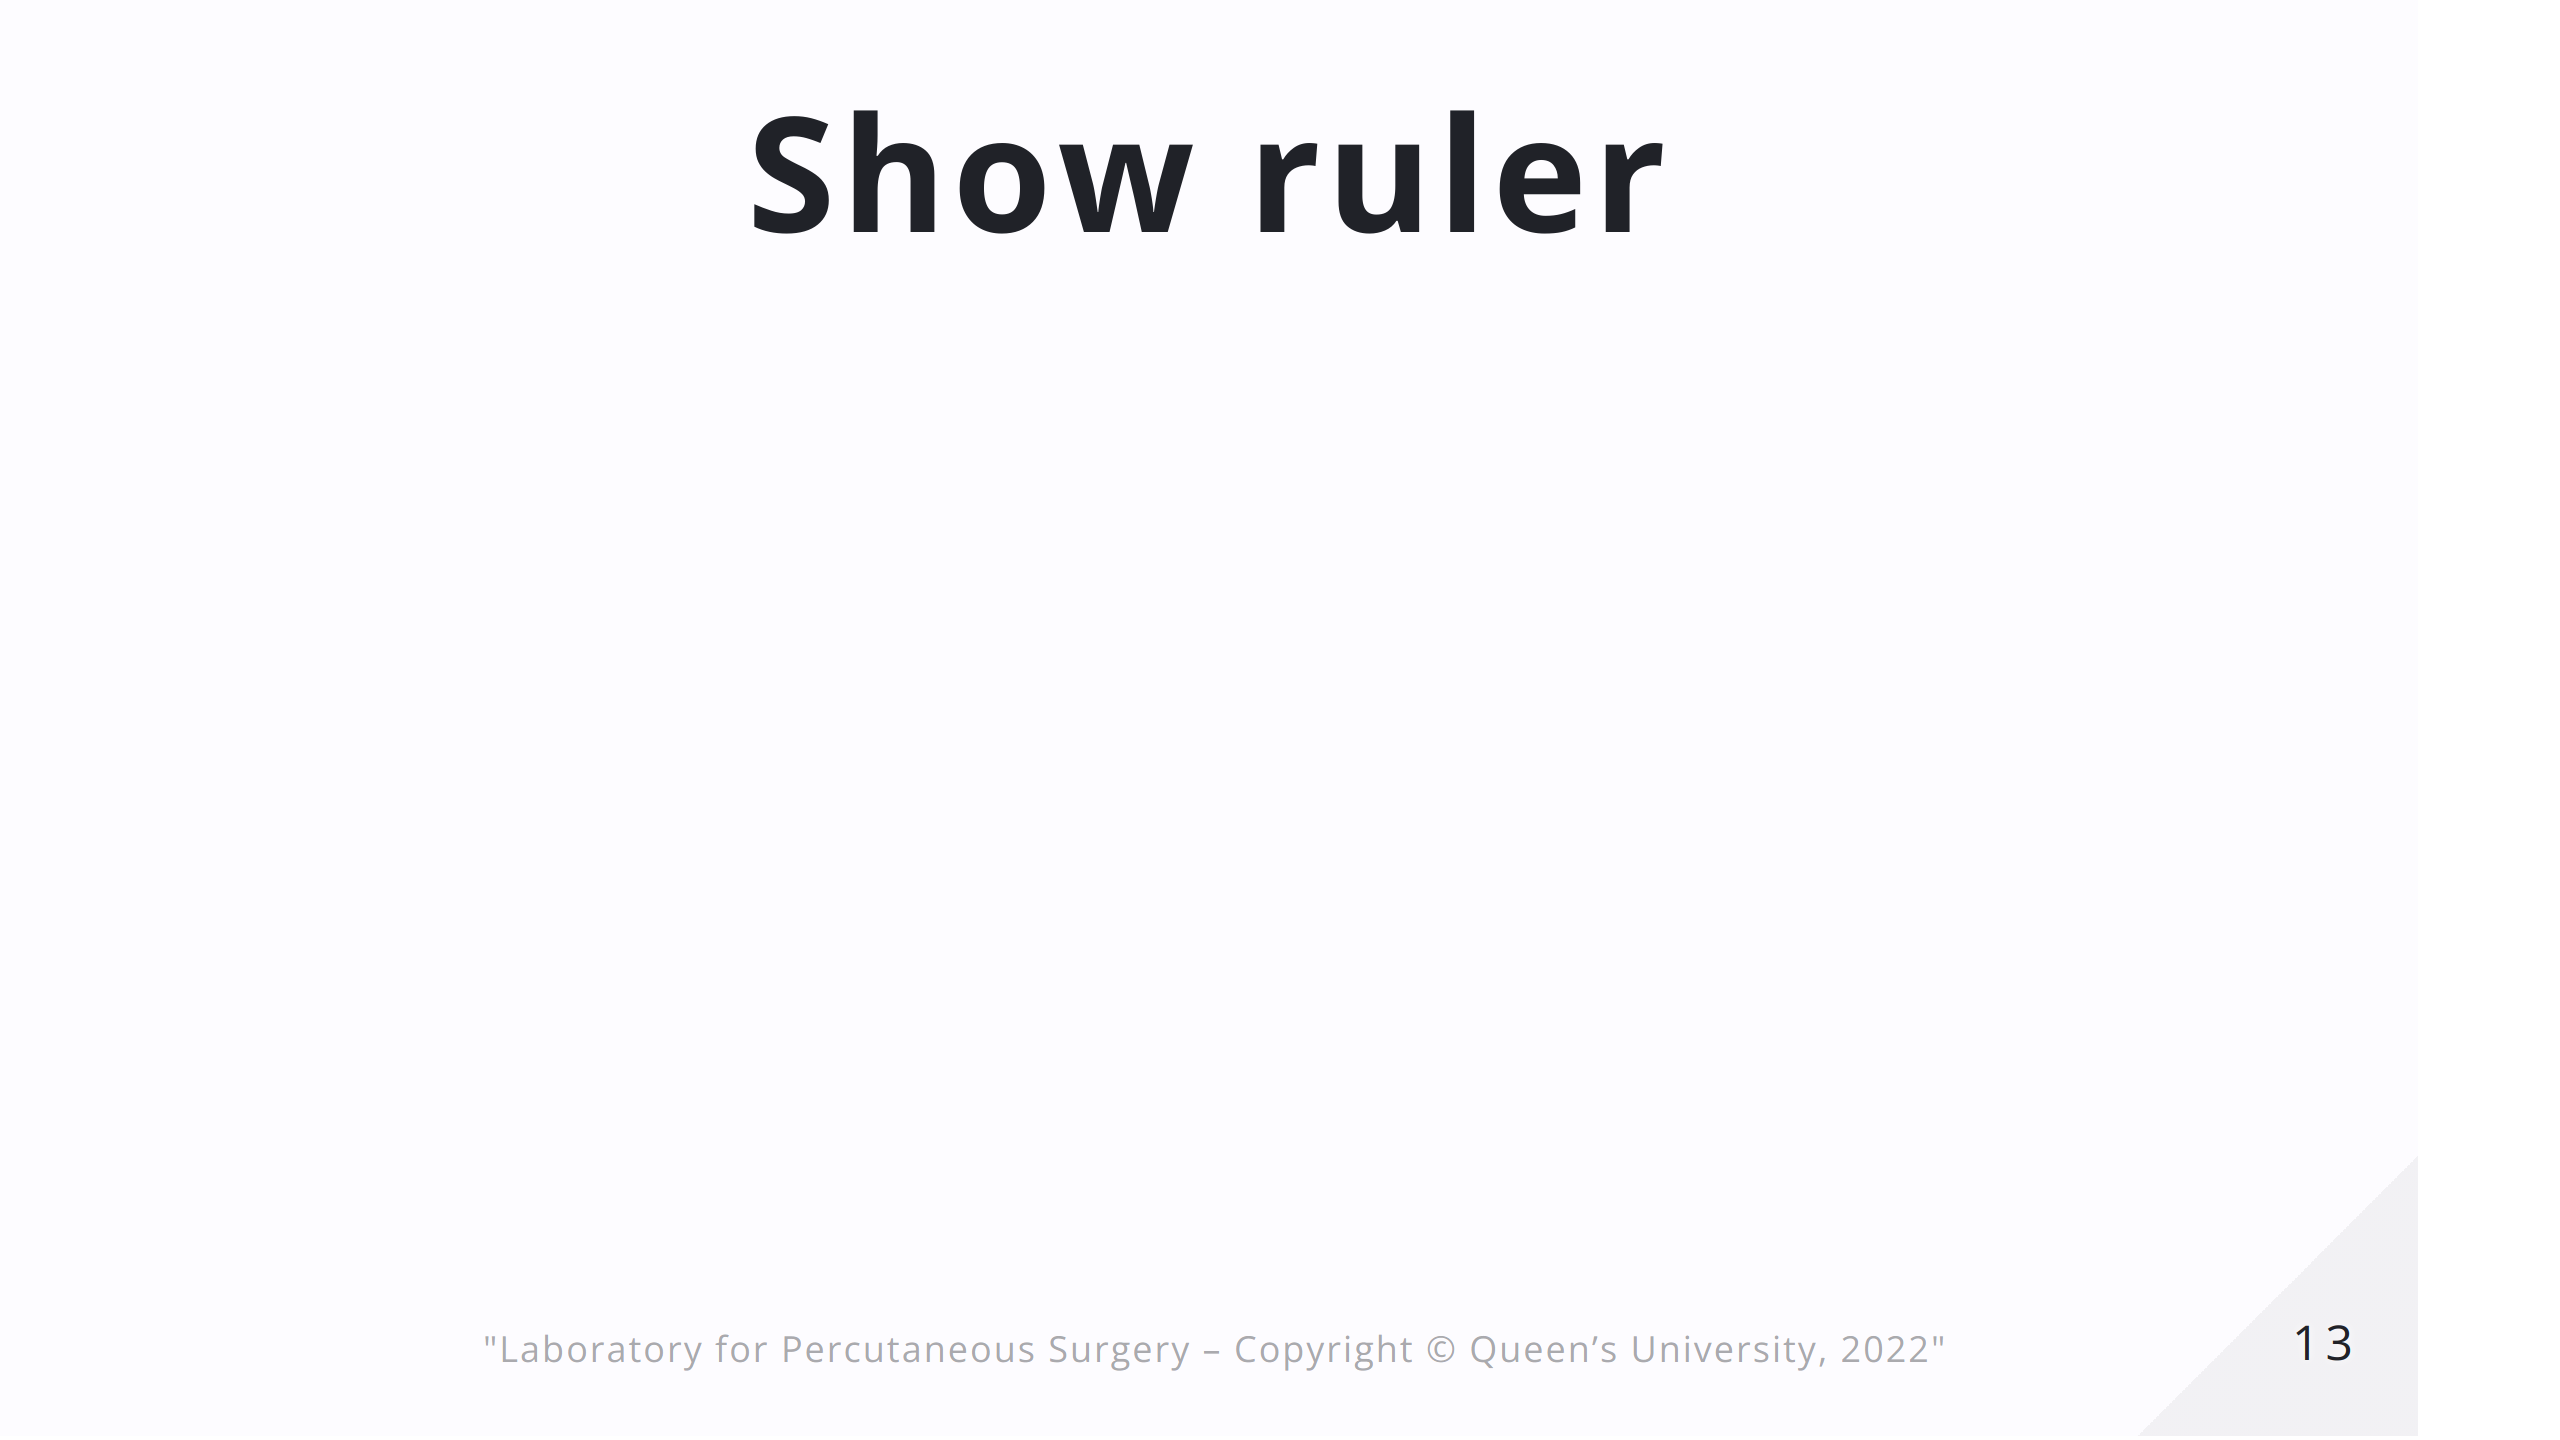 Show ruler
"Laboratory for Percutaneous Surgery – Copyright © Queen’s University, 2022"
13